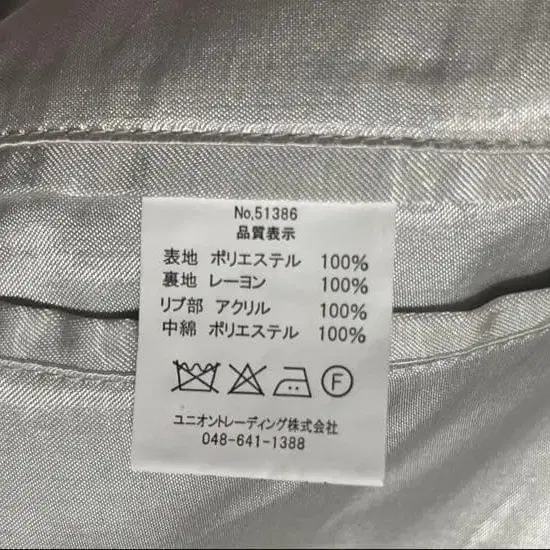 No.51386
品質表示
表地 ポリエステル 100%
裏地 レーヨン 100%
リブ部 アクリル 100%
中綿 ポリエステル 100%
F
ユニオントレーディング株式会社
048-641-1388